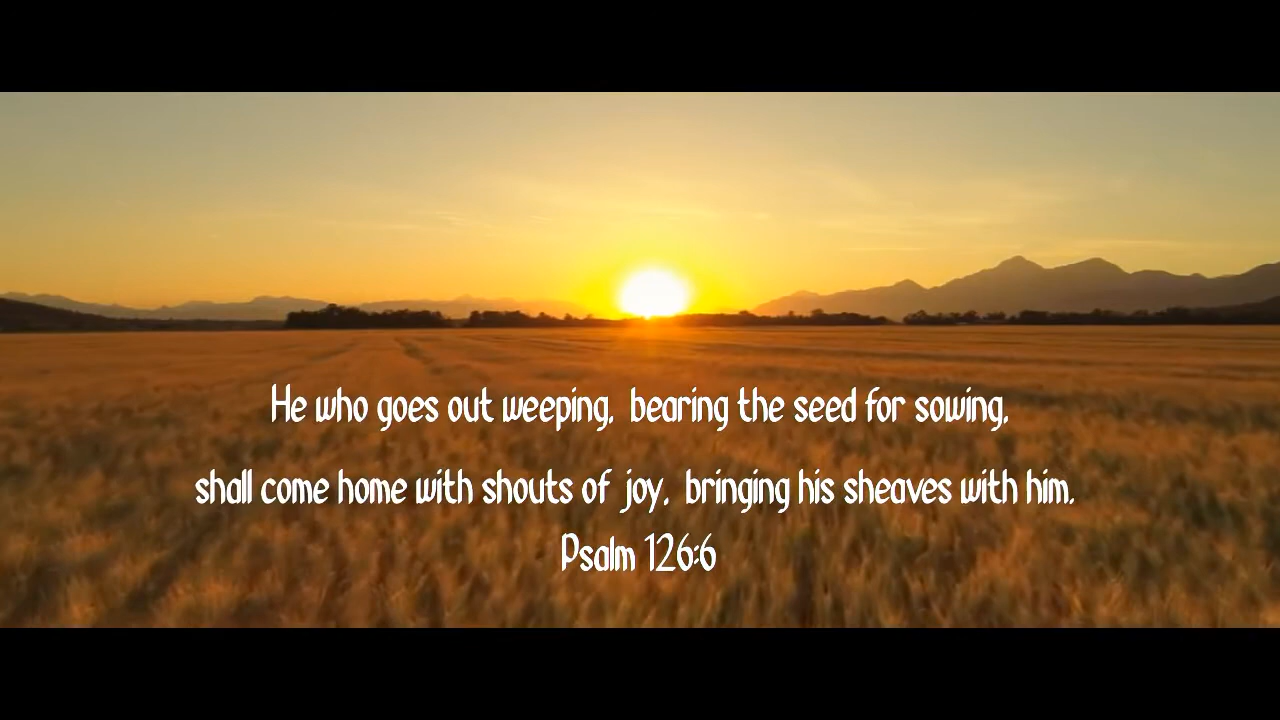 He who goes out weeping, bearing the seed for sowing,
shall come home with shouts of joy, bringing his sheaves with him.
Psalm 126:6